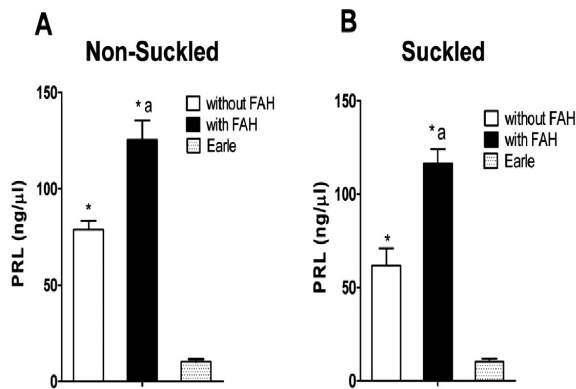 A
Non-Suckled
PRL (ng/µl)
150
100
50
0
* a
*
without FAH
with FAH
Earle
B
Suckled
PRL (ng/µl)
150
100
50
0
*a
*
without FAH
with FAH
Earle